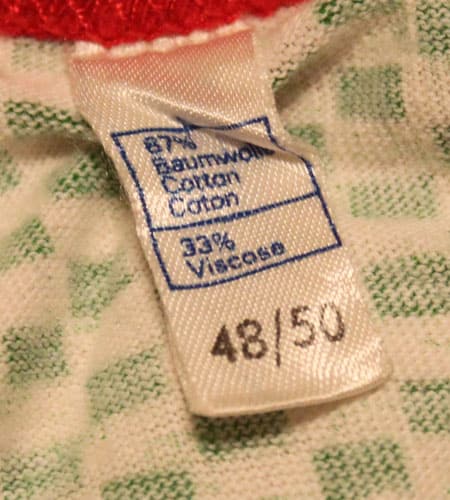 67%
Baumwolle
Cotton
Coton
33%
Viscose
48/50